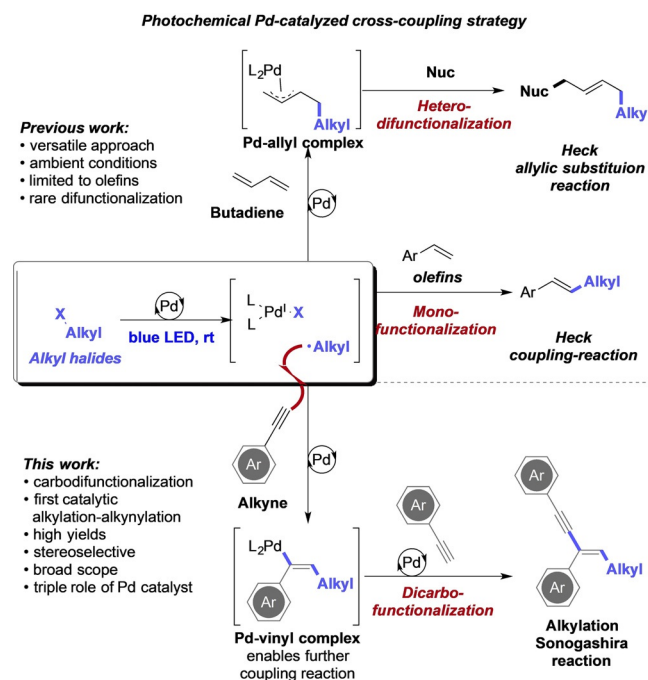 Photochemical Pd-catalyzed cross-coupling strategy
L2Pd
Alkyl
Pd-allyl complex
Nuc
Hetero-
difunctionalization
Nuc
Alky
Heck
allylic substituion
reaction
Previous work:
• versatile approach
• ambient conditions
• limited to olefins
• rare difunctionalization
Butadiene
Pd
X
Alkyl
Alkyl halides
Pd
blue LED, rt
L
L
PdI
X
•Alkyl
Ar
olefins
Mono-
functionalization
Ar
Alkyl
Heck
coupling-reaction
Ar
Alkyne
Pd
This work:
• carbodifunctionalization
• first catalytic
alkylation-alkynylation
• high yields
• stereoselective
• broad scope
• triple role of Pd catalyst
L2Pd
Alkyl
Ar
Pd-vinyl complex
enables further
coupling reaction
Ar
Pd
Dicarbo-
functionalization
Ar
Alkyl
Ar
Alkylation
Sonogashira
reaction